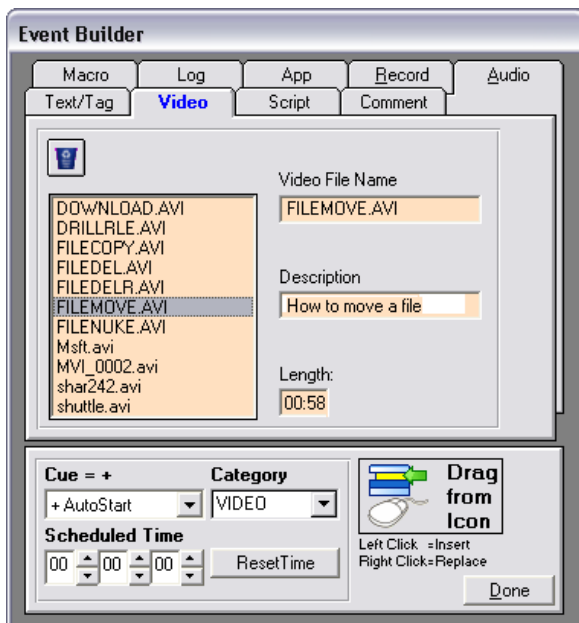 Event Builder
Macro Log App Record Audio
Text/Tag Video Script Comment
Video File Name
FILEMOVE.AVI
DOWNLOAD.AVI
DRILLRLE.AVI
FILECOPY.AVI
FILEDEL.AVI
FILEDELR.AVI
FILEMOVE.AVI
FILENUKE.AVI
Msft.avi
MVI_0002.avi
shar242.avi
shuttle.avi
Description
How to move a file
Length:
00:58
Cue = + Category
+ AutoStart VIDEO
Scheduled Time
00 00 00 ResetTime
Drag
from
Icon
Left Click =Insert
Right Click=Replace
Done